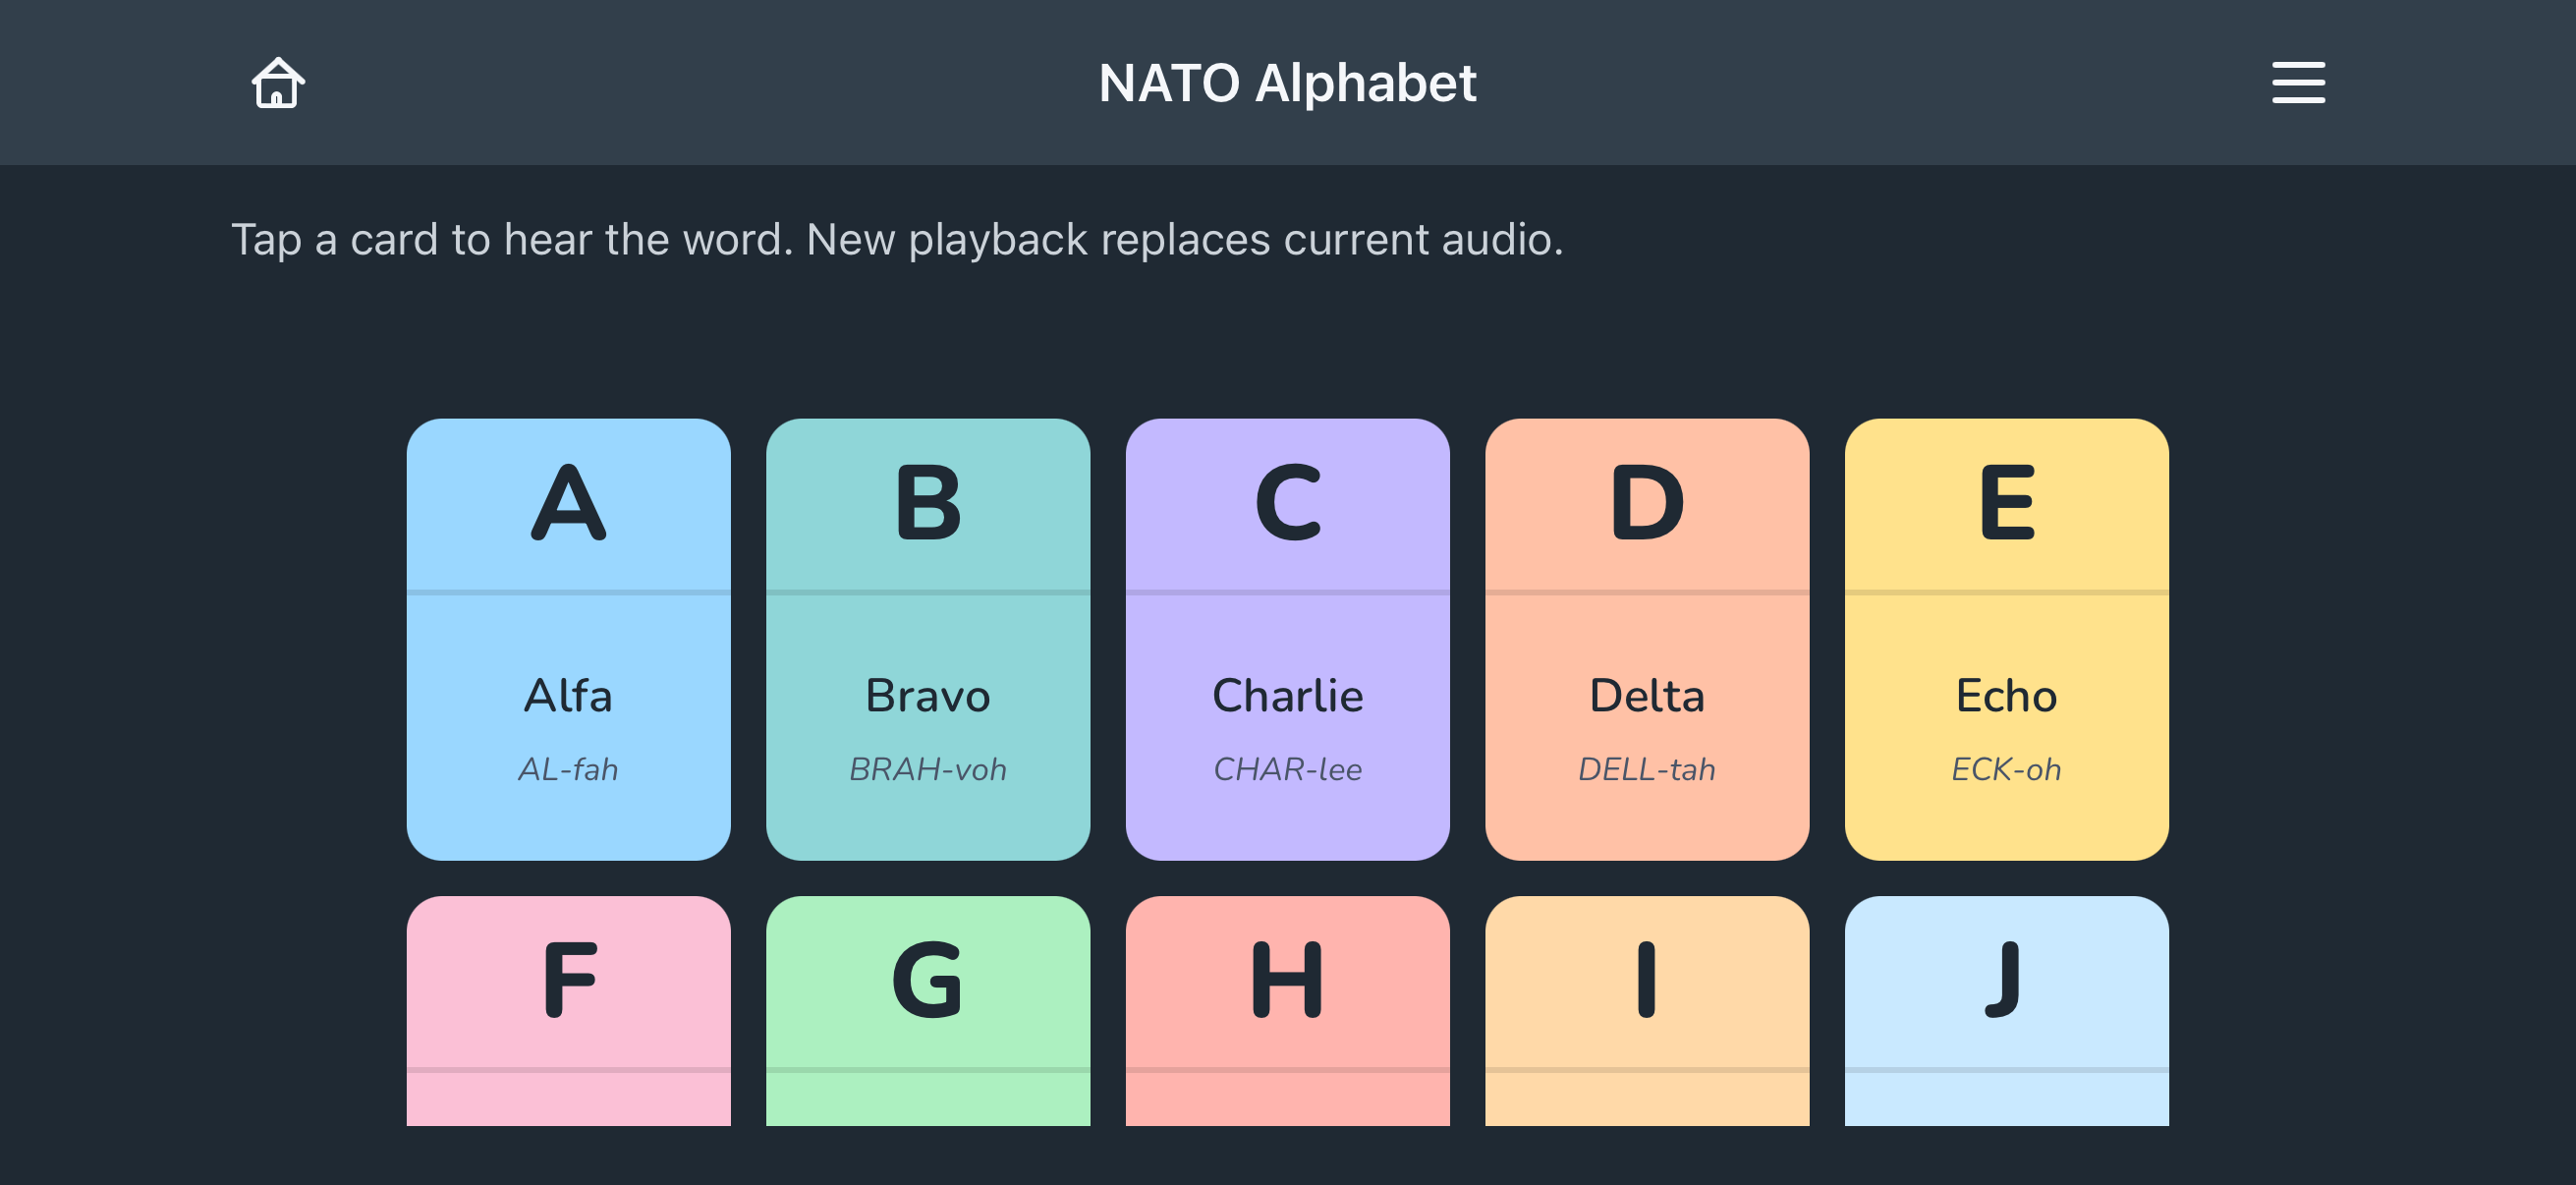 NATO Alphabet
Tap a card to hear the word. New playback replaces current audio.
A
B
C
D
E
Alfa
Bravo
Charlie
Delta
Echo
AL-fah
BRAH-voh
CHAR-lee
DELL-tah
ECK-oh
F
G
H
I
J